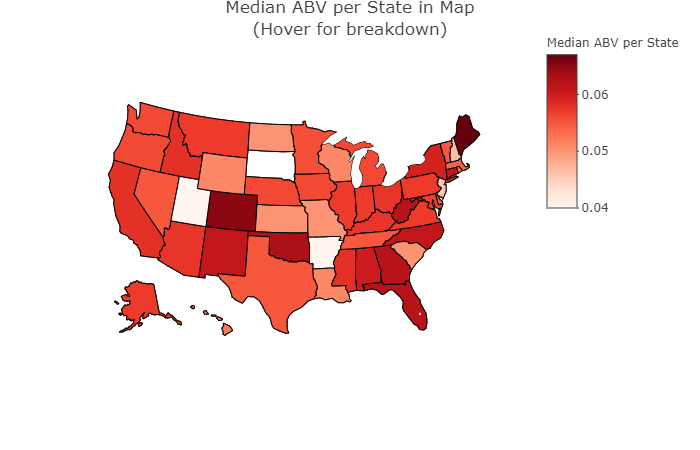 Median ABV per State in Map
(Hover for breakdown)
Median ABV per State
0.06
0.05
0.04